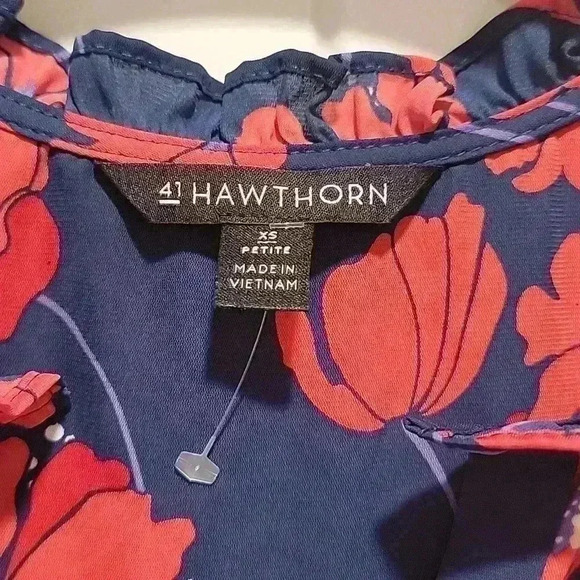 41 HAWTHORN
XS
PETITE
MADE IN
VIETNAM